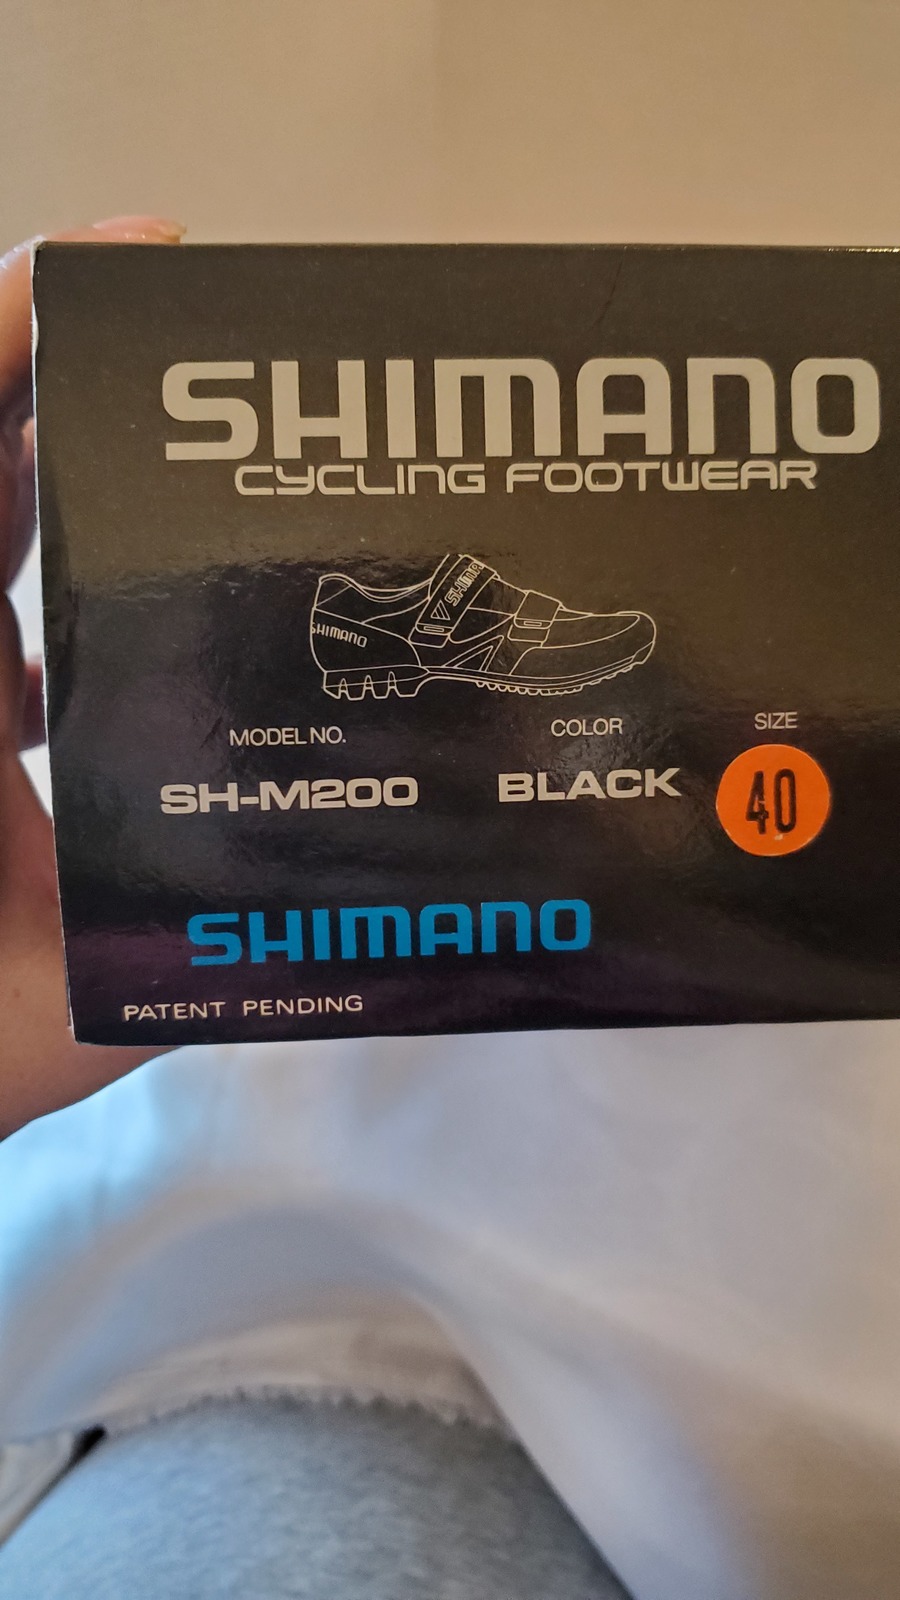 SHIMANO
CYCLING FOOTWEAR
SHIMANO
SHIMANO
MODEL NO.
COLOR
SIZE
SH-M200
BLACK
40
SHIMANO
PATENT PENDING